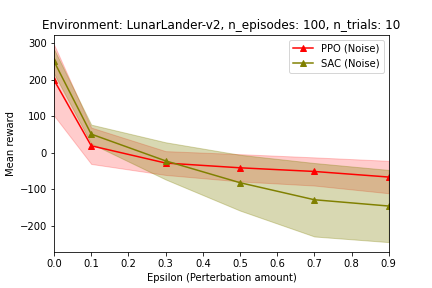 Environment: LunarLander-v2, n_episodes: 100, n_trials: 10
PPO (Noise)
SAC (Noise)
300
200
100
0
−100
−200
Mean reward
0.0 0.1 0.2 0.3 0.4 0.5 0.6 0.7 0.8 0.9
Epsilon (Perterbation amount)